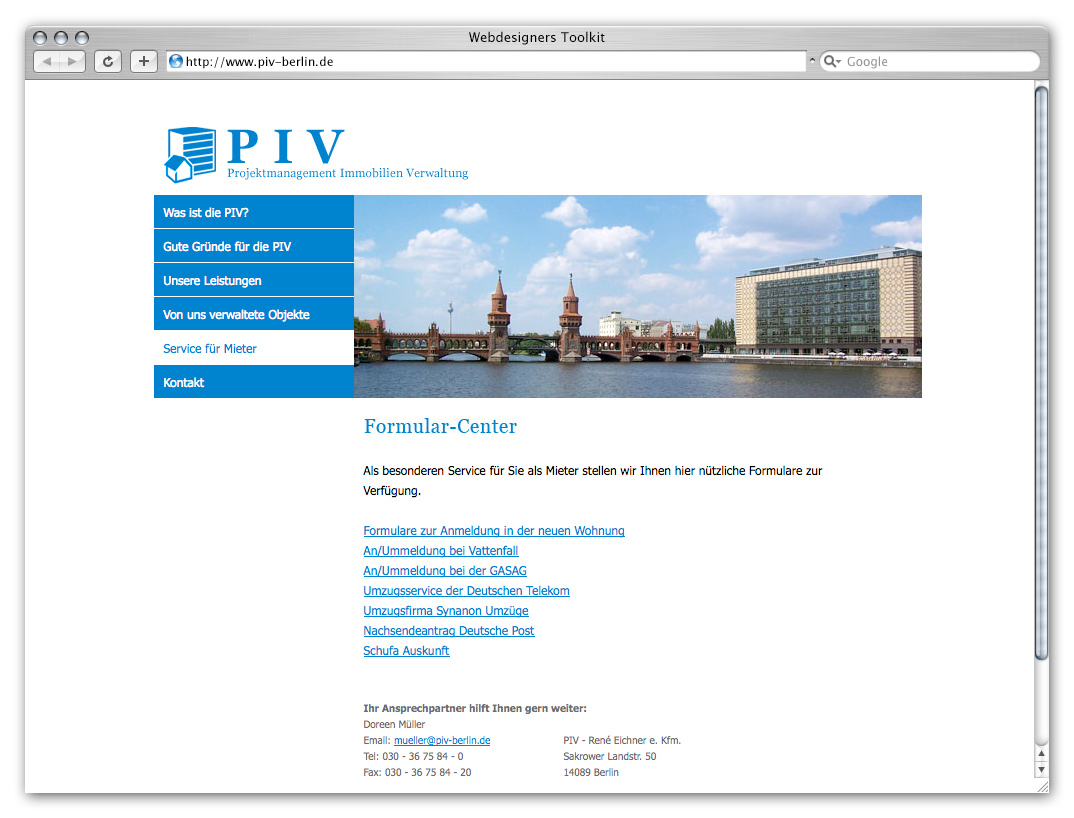 Webdesigners Toolkit
http://www.piv-berlin.de
Google
PIV
Projektmanagement Immobilien Verwaltung
Was ist die PIV?
Gute Gründe für die PIV
Unsere Leistungen
Von uns verwaltete Objekte
Service für Mieter
Kontakt
Formular-Center
Als besonderen Service für Sie als Mieter stellen wir Ihnen hier nützliche Formulare zur
Verfügung.
Formulare zur Anmeldung in der neuen Wohnung
An/Ummeldung bei Vattenfall
An/Ummeldung bei der GASAG
Umzugsservice der Deutschen Telekom
Umzugsfirma Synanon Umzüge
Nachsendeantrag Deutsche Post
Schufa Auskunft
Ihr Ansprechpartner hilft Ihnen gern weiter:
Doreen Müller
Email: mueller@piv-berlin.de
Tel: 030 - 36 75 84 - 0
Fax: 030 - 36 75 84 - 20
PIV - René Eichner e. Kfm.
Sakrower Landstr. 50
14089 Berlin